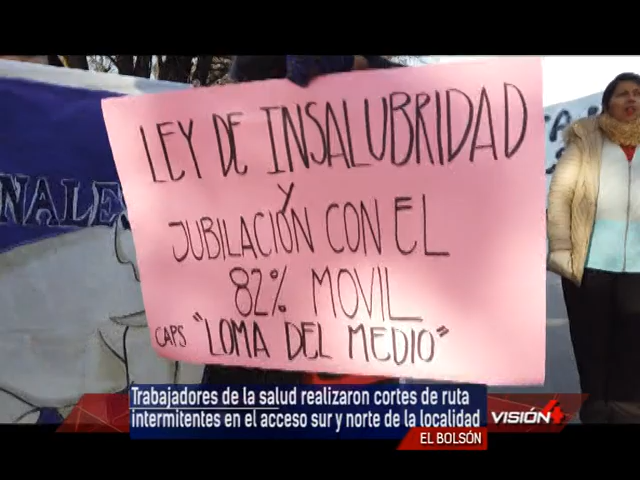 LEY DE INSALUBRIDAD
Y
JUBILACIÓN CON EL
82% MOVIL
CAPS "LOMA DEL MEDIO"
NALES
Trabajadores de la salud realizaron cortes de ruta
intermitentes en el acceso sur y norte de la localidad
VISIÓN
EL BOLSÓN